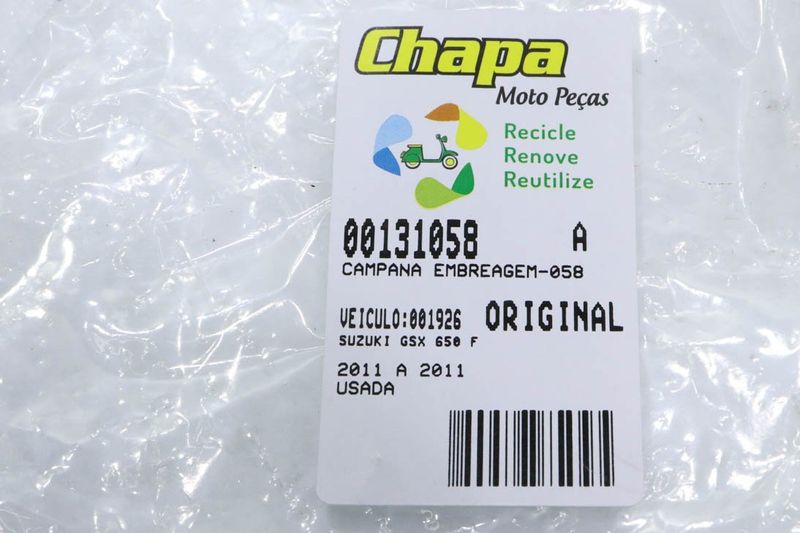 Chapa
Moto Peças
Recicle
Renove
Reutilize
00131058 A
CAMPANA EMBREAGEM-058
VEICULO:001926 ORIGINAL
SUZUKI GSX 650 F
2011 A 2011
USADA